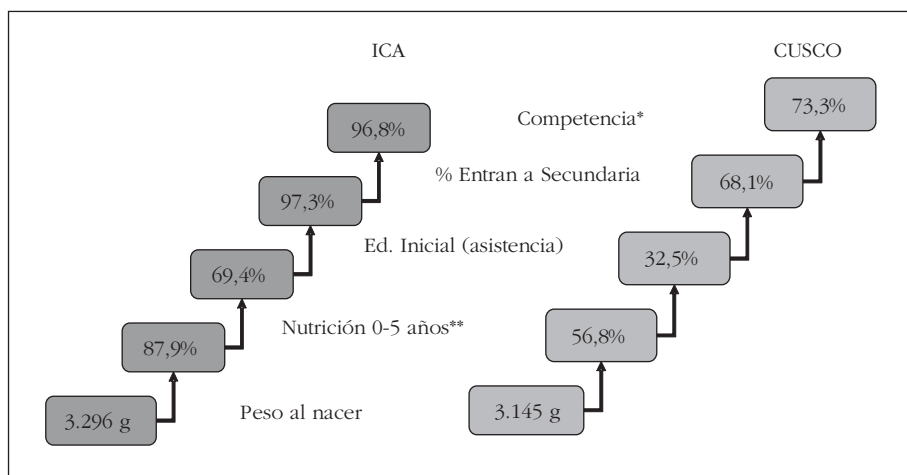 ICA
CUSCO
96,8%
Competencia*
73,3%
97,3%
% Entran a Secundaria
68,1%
69,4%
Ed. Inicial (asistencia)
32,5%
87,9%
Nutrición 0-5 años**
56,8%
3.296 g
Peso al nacer
3.145 g